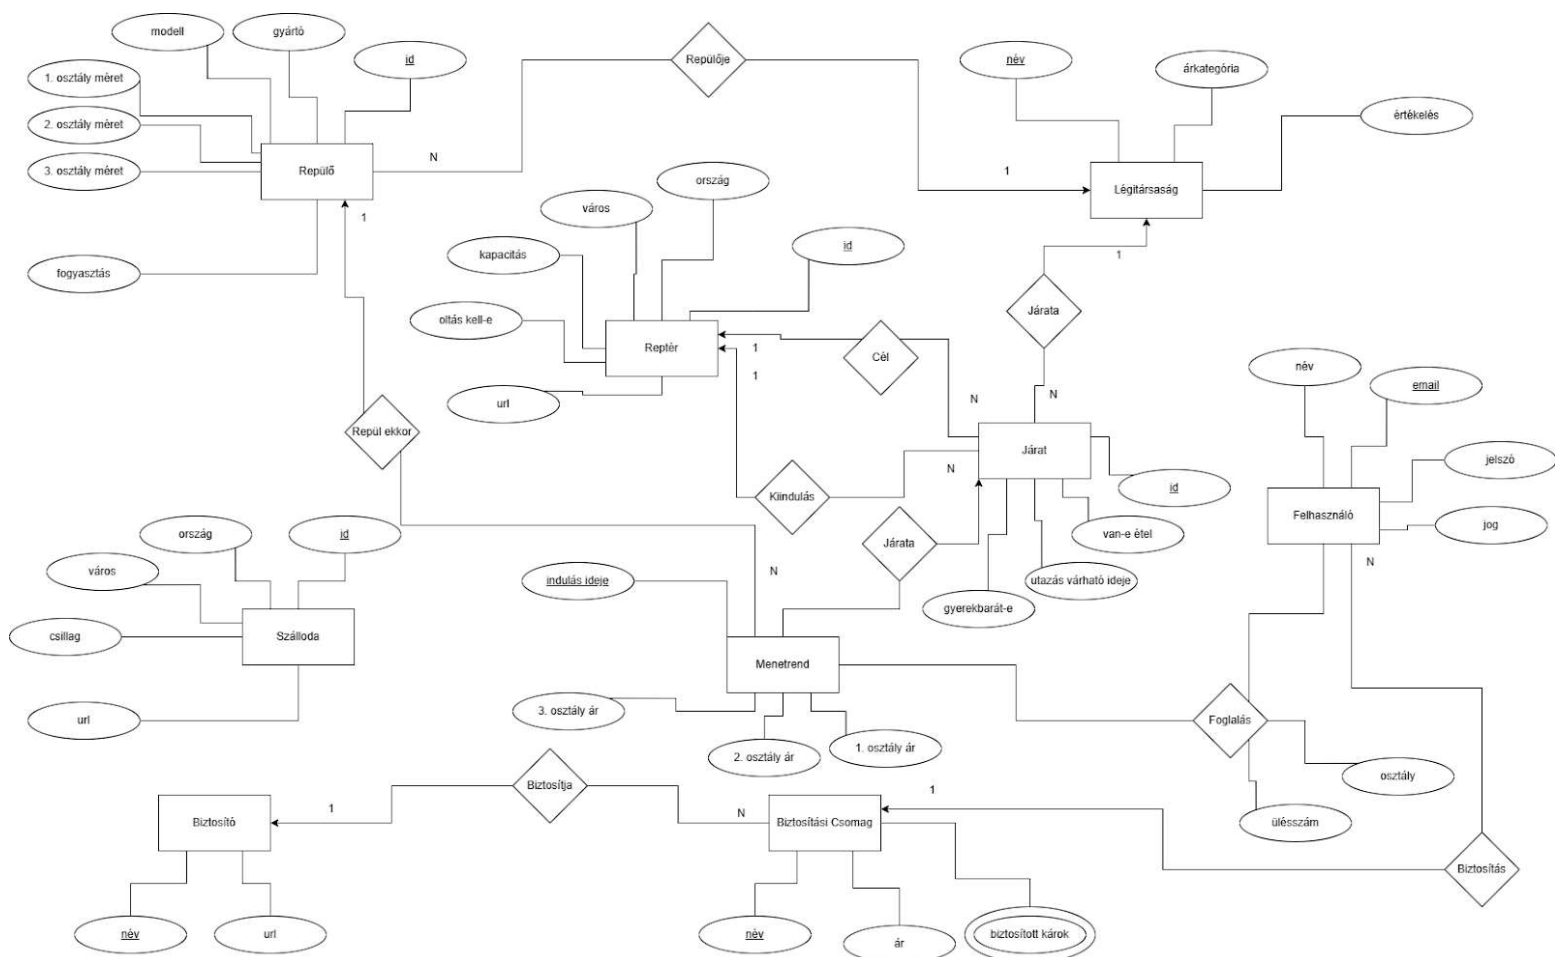 modell
gyártó
id
1. osztály méret
2. osztály méret
3. osztály méret
Repülő
fogyasztás
N
1
Repülője
név
árkategória
értékelés
1
Légitársaság
1
ország
város
kapacitás
id
oltás kell-e
Reptér
url
1
1
Cél
Járata
N
N
Járat
N
Kiindulás
id
van-e étel
utazás várható ideje
gyerekbarát-e
Járata
név
email
jelszó
Felhasználó
jog
N
Repül ekkor
N
ország
id
város
csillag
Szálloda
url
indulás ideje
Menetrend
3. osztály ár
2. osztály ár
1. osztály ár
Foglalás
osztály
ülésszám
Biztosítja
1
N
1
Biztosító
név
url
Biztosítási Csomag
név
ár
biztosított károk
Biztosítás